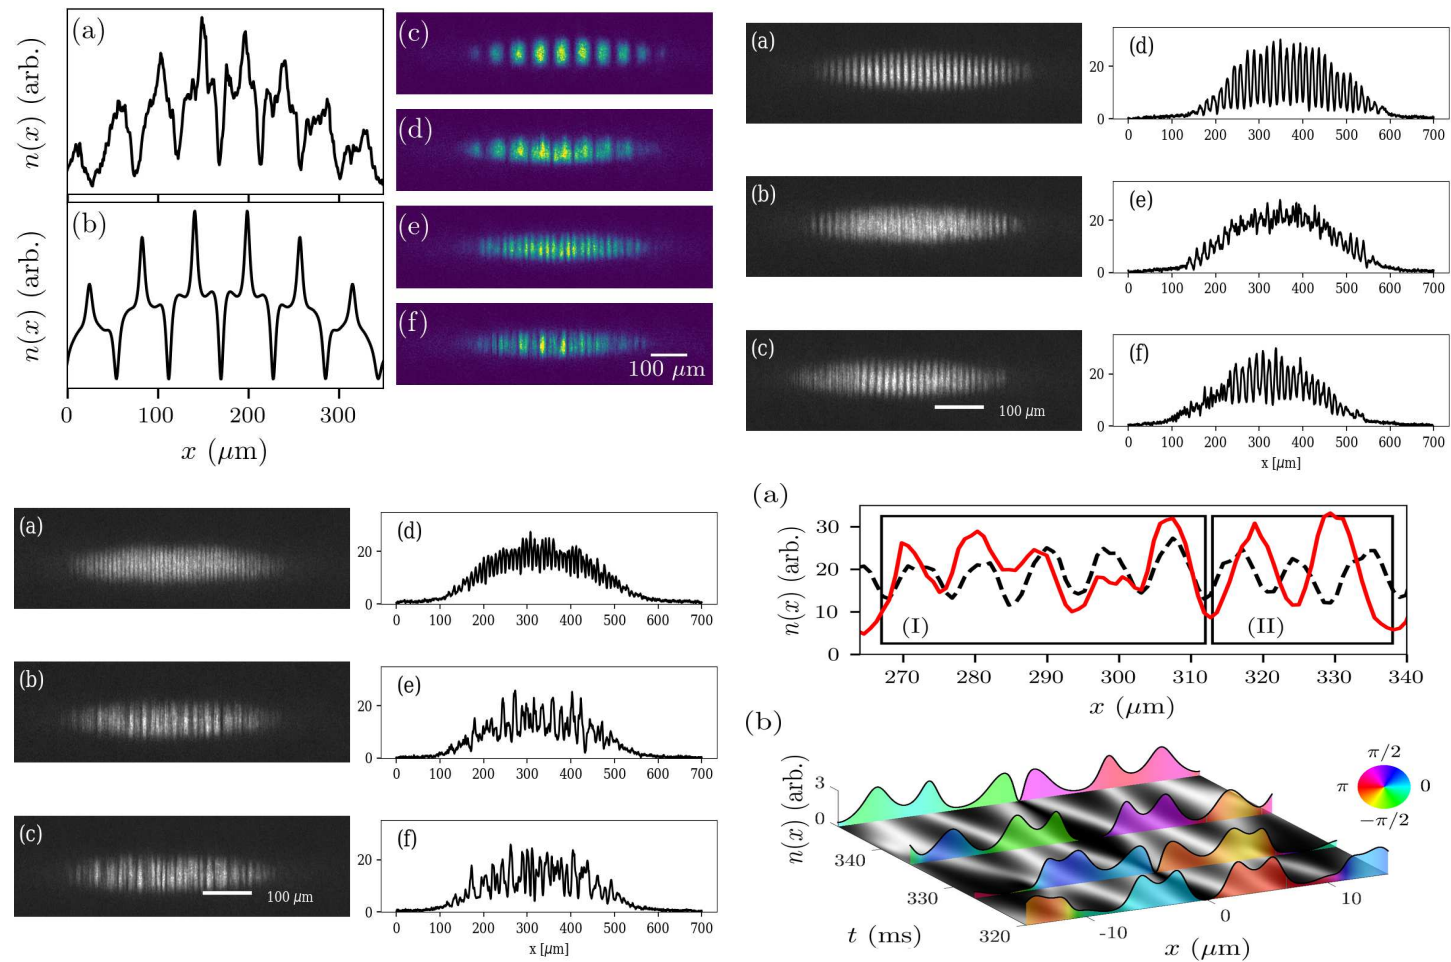 (a)
n(x) (arb.)
(b)
n(x) (arb.)
0 100 200 300
x (μm)
(c)
(d)
(e)
(f)
100 μm
(a)
(b)
(c)
100 μm
(d)
20
0
0 100 200 300 400 500 600 700
(e)
20
0
0 100 200 300 400 500 600 700
(f)
20
0
0 100 200 300 400 500 600 700
x [μm]
(a)
(b)
(c)
100 μm
(d)
20
0
0 100 200 300 400 500 600 700
(e)
20
0
0 100 200 300 400 500 600 700
(f)
20
0
0 100 200 300 400 500 600 700
x [μm]
(a)
n(x) (arb.)
30
20
10
0
(I) (II)
270 280 290 300 310 320 330 340
x (μm)
(b)
n(x) (arb.)
3
0
340
330
320
t (ms)
-10
0
10
x (μm)
π/2
π 0
−π/2